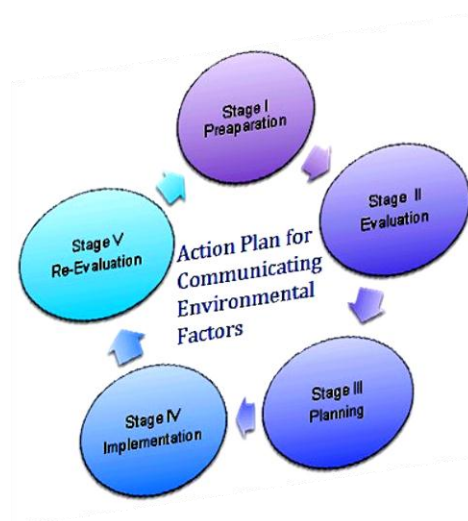 Stage I
Preaparation
Stage II
Evaluation
Stage III
Planning
Stage IV
Implementation
Stage V
Re-Evaluation
Action Plan for
Communicating
Environmental
Factors